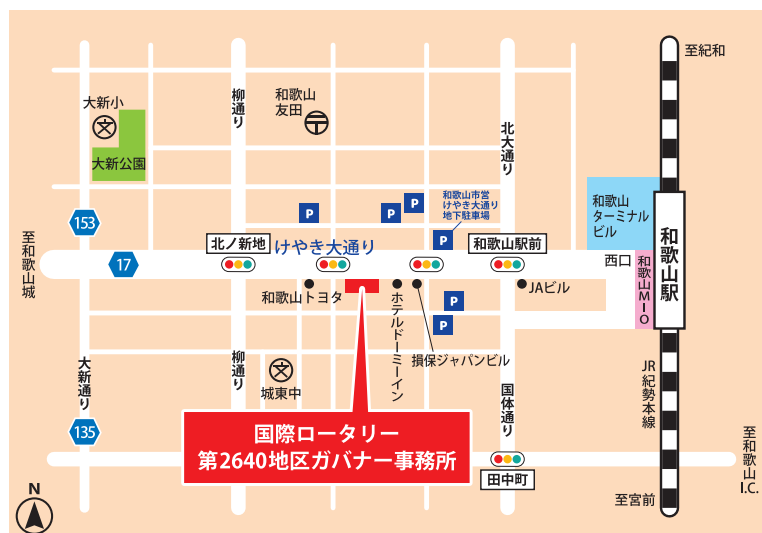 至紀和
大新小
文
大新公園
柳通り
和歌山
友田
北大通り
P
P
P
和歌山市営
けやき大通り
地下駐車場
P
和歌山
ターミナル
ビル
153
至和歌山城
17
北ノ新地
けやき大通り
和歌山駅前
西口
和歌山MIO
和歌山駅
和歌山トヨタ
ホテルドーミーイン
損保ジャパンビル
JAビル
P
P
大新通り
柳通り
文
城東中
国体通り
JR紀勢本線
135
国際ロータリー
第2640地区ガバナー事務所
田中町
至和歌山I.C.
至宮前
N